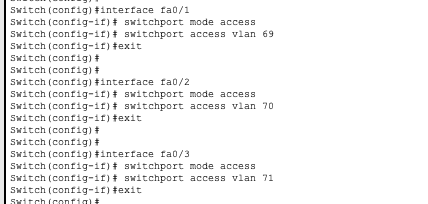 Switch(config)#interface fa0/1
Switch(config-if)# switchport mode access
Switch(config-if)# switchport access vlan 69
Switch(config-if)#exit
Switch(config)#
Switch(config)#
Switch(config)#interface fa0/2
Switch(config-if)# switchport mode access
Switch(config-if)# switchport access vlan 70
Switch(config-if)#exit
Switch(config)#
Switch(config)#
Switch(config)#interface fa0/3
Switch(config-if)# switchport mode access
Switch(config-if)# switchport access vlan 71
Switch(config-if)#exit
Switch(config)#